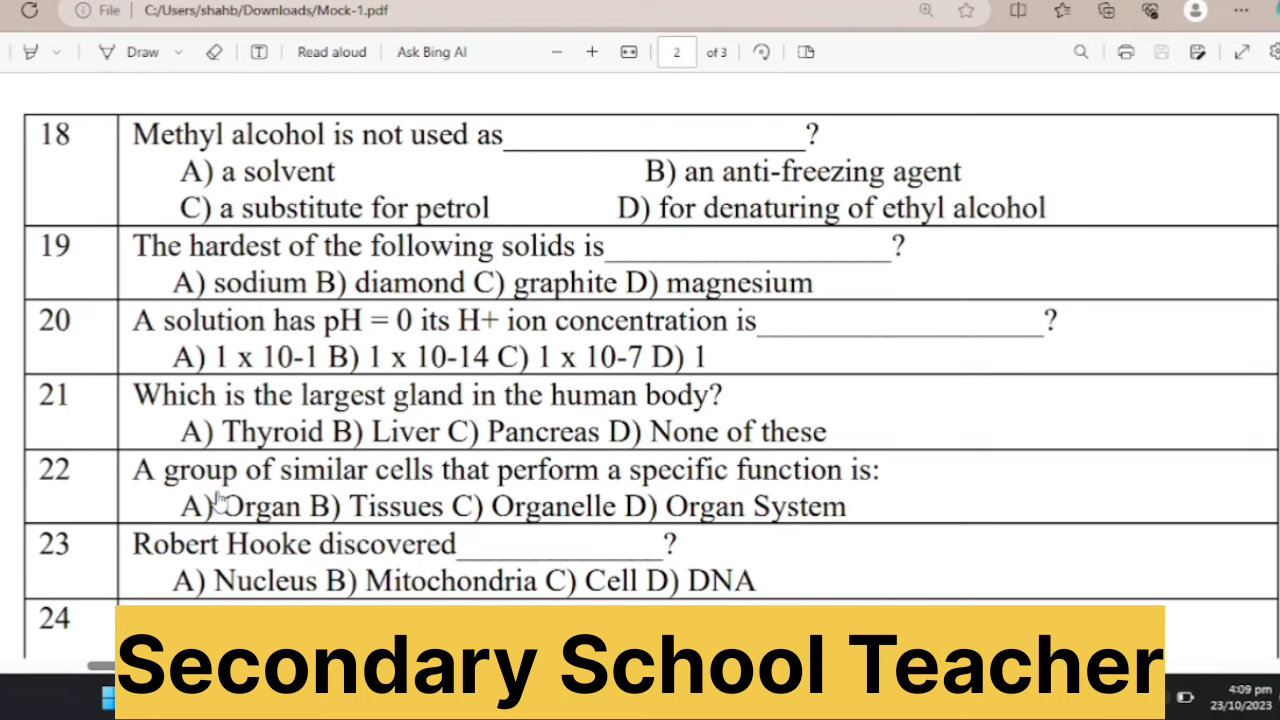 File C:/Users/shahb/Downloads/Mock-1.pdf
Draw Read aloud Ask Bing AI 2 of 3
18 Methyl alcohol is not used as____________________?
A) a solvent B) an anti-freezing agent
C) a substitute for petrol D) for denaturing of ethyl alcohol
19 The hardest of the following solids is___________________?
A) sodium B) diamond C) graphite D) magnesium
20 A solution has pH = 0 its H+ ion concentration is___________________?
A) 1 x 10-1 B) 1 x 10-14 C) 1 x 10-7 D) 1
21 Which is the largest gland in the human body?
A) Thyroid B) Liver C) Pancreas D) None of these
22 A group of similar cells that perform a specific function is:
A) Organ B) Tissues C) Organelle D) Organ System
23 Robert Hooke discovered______________?
A) Nucleus B) Mitochondria C) Cell D) DNA
24
Secondary School Teacher
4:09 pm
23/10/2023